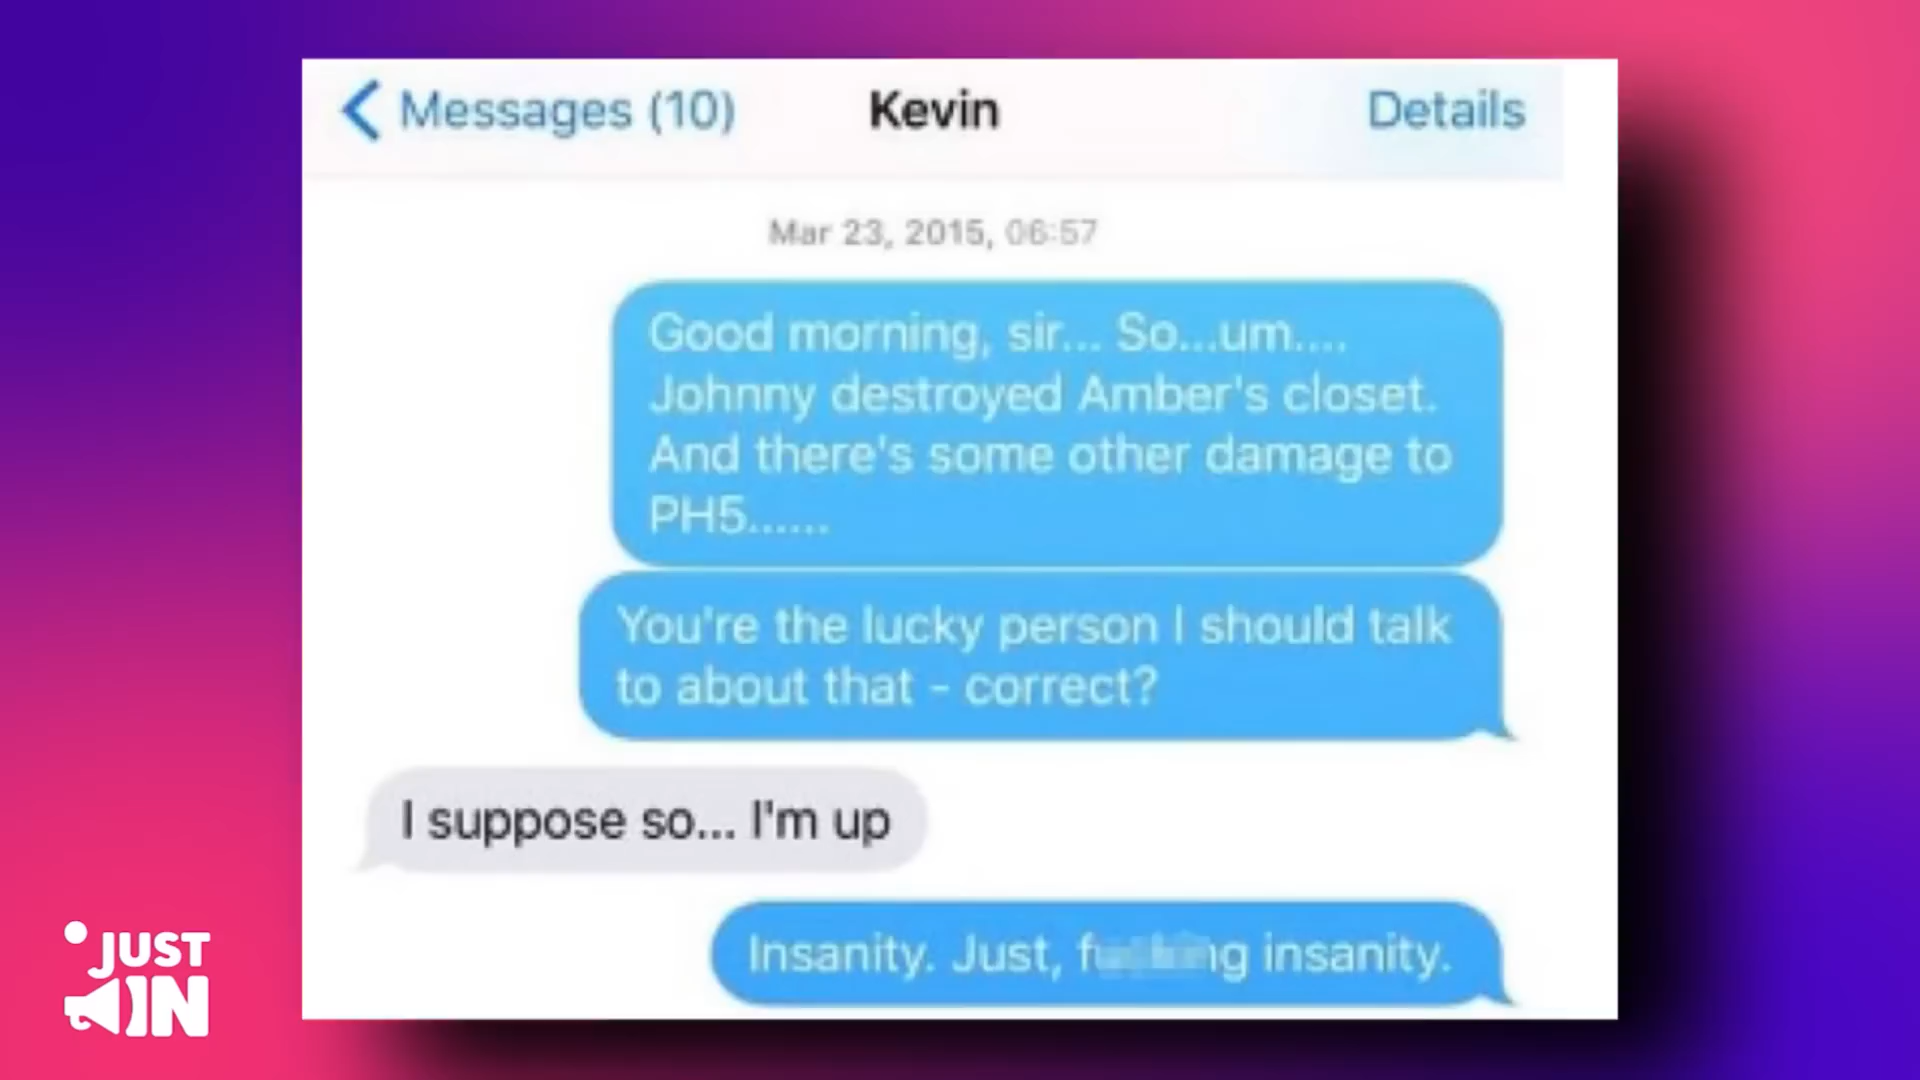 Messages (10) Kevin Details
Mar 23, 2015, 06:57
Good morning, sir... So...um....
Johnny destroyed Amber's closet.
And there's some other damage to
PH5......
You're the lucky person I should talk
to about that - correct?
I suppose so... I'm up
Insanity. Just, insanity.
JUST
IN